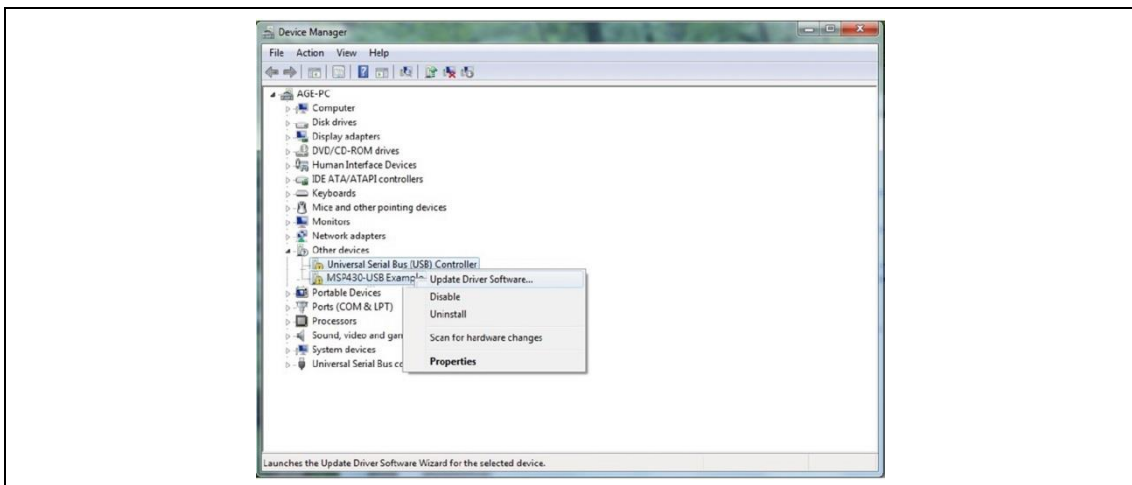 Device Manager
File Action View Help
AGE-PC
Computer
Disk drives
Display adapters
DVD/CD-ROM drives
Human Interface Devices
IDE ATA/ATAPI controllers
Keyboards
Mice and other pointing devices
Monitors
Network adapters
Other devices
Universal Serial Bus (USB) Controller
MSP430-USB Example
Update Driver Software...
Portable Devices
Disable
Ports (COM & LPT)
Uninstall
Processors
Sound, video and gan
Scan for hardware changes
System devices
Universal Serial Bus cc
Properties
Launches the Update Driver Software Wizard for the selected device.